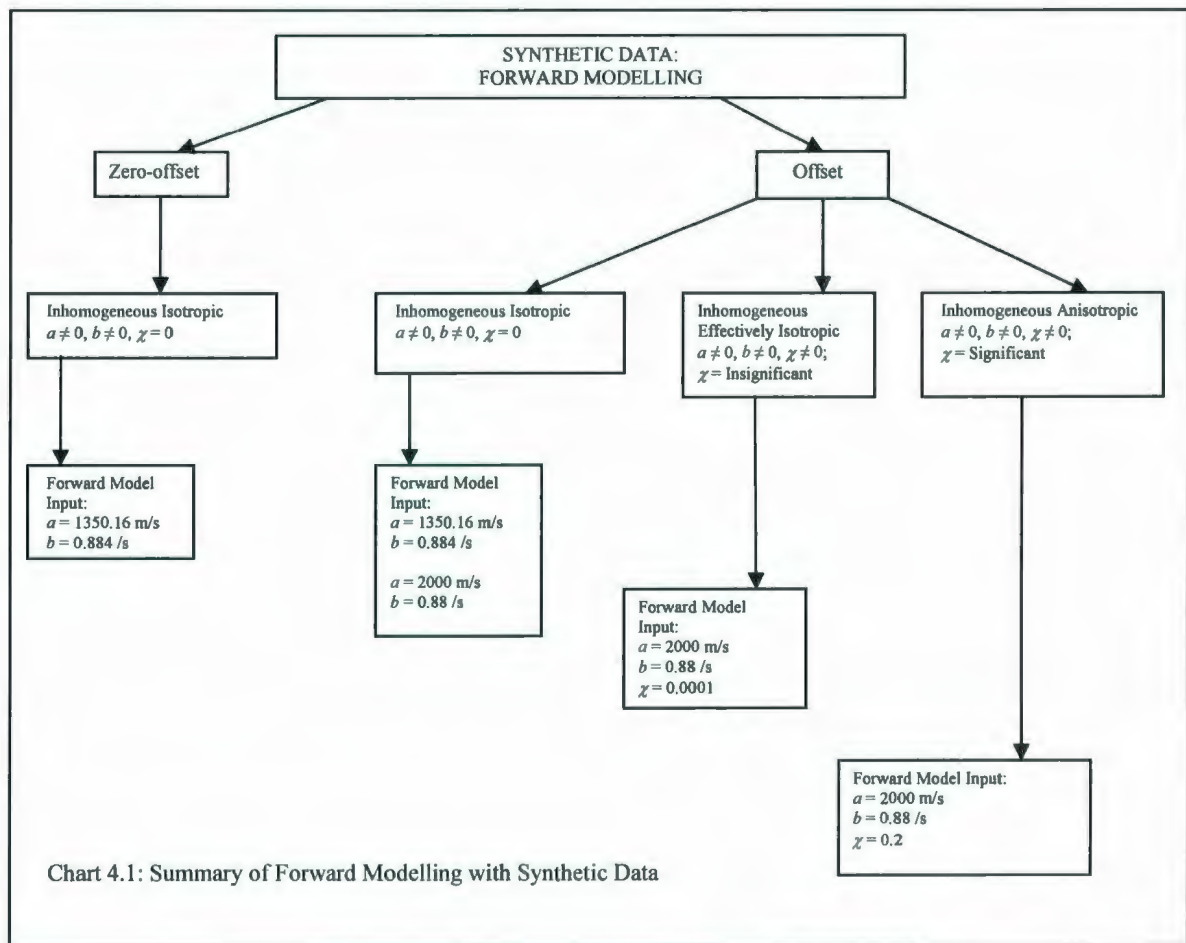 SYNTHETIC DATA:
FORWARD MODELLING
Zero-offset
Offset
Inhomogeneous Isotropic
a ≠ 0, b ≠ 0, χ = 0
Inhomogeneous Isotropic
a ≠ 0, b ≠ 0, χ = 0
Inhomogeneous
Effectively Isotropic
a ≠ 0, b ≠ 0, χ ≠ 0;
χ = Insignificant
Inhomogeneous Anisotropic
a ≠ 0, b ≠ 0, χ ≠ 0;
χ = Significant
Forward Model
Input:
a = 1350.16 m/s
b = 0.884 /s
Forward Model
Input:
a = 1350.16 m/s
b = 0.884 /s
a = 2000 m/s
b = 0.88 /s
Forward Model
Input:
a = 2000 m/s
b = 0.88 /s
χ = 0.0001
Forward Model Input:
a = 2000 m/s
b = 0.88 /s
χ = 0.2
Chart 4.1: Summary of Forward Modelling with Synthetic Data